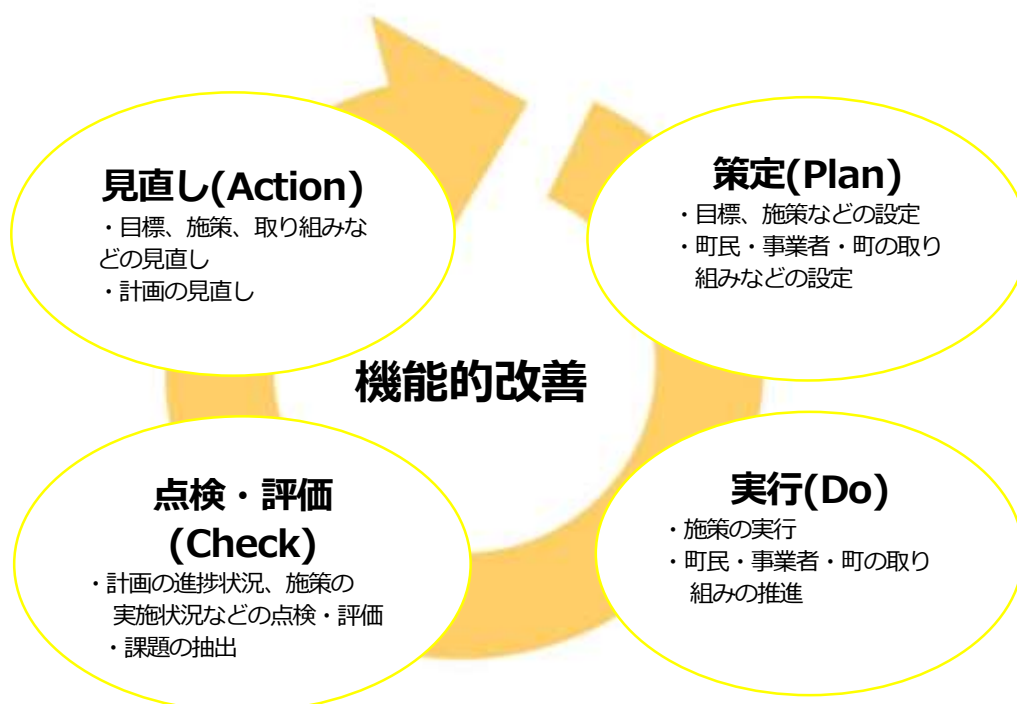 見直し(Action)
・目標、施策、取り組みな
どの見直し
・計画の見直し
策定(Plan)
・目標、施策などの設定
・町民・事業者・町の取り
組みなどの設定
機能的改善
点検・評価
(Check)
・計画の進捗状況、施策の
実施状況などの点検・評価
・課題の抽出
実行(Do)
・施策の実行
・町民・事業者・町の取り
組みの推進